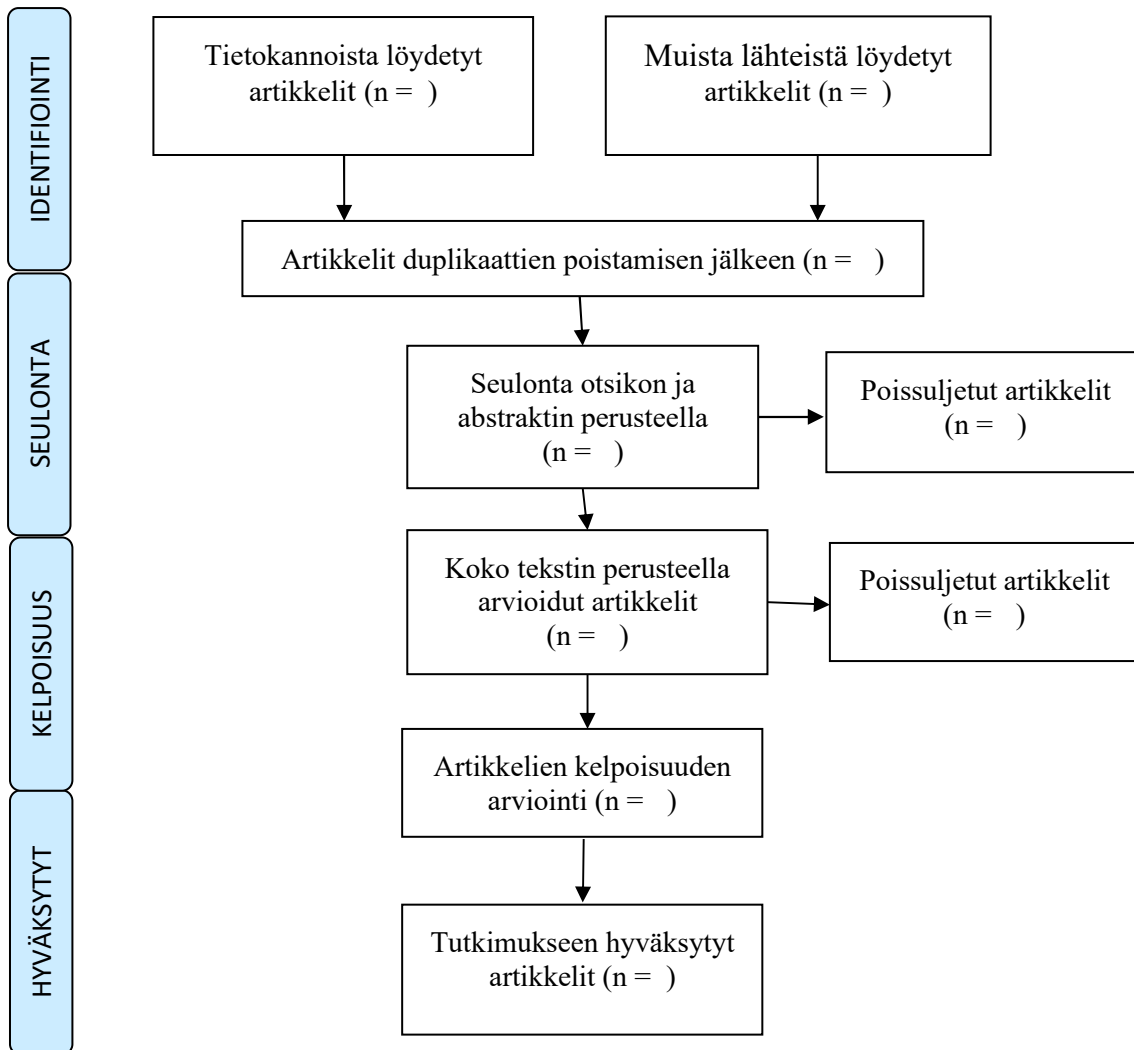 IDENTIFIOINTI
Tietokannoista löydetyt
artikkelit (n =   )
Muista lähteistä löydetyt
artikkelit (n =   )
Artikkelit duplikaattien poistamisen jälkeen (n =   )
SEULONTA
Seulonta otsikon ja
abstraktin perusteella
(n =   )
Poissuljetut artikkelit
(n =   )
KELPOISUUS
Koko tekstin perusteella
arvioidut artikkelit
(n =   )
Poissuljetut artikkelit
(n =   )
Artikkelien kelpoisuuden
arviointi (n =   )
HYVÄKSYTYT
Tutkimukseen hyväksytyt
artikkelit (n =   )